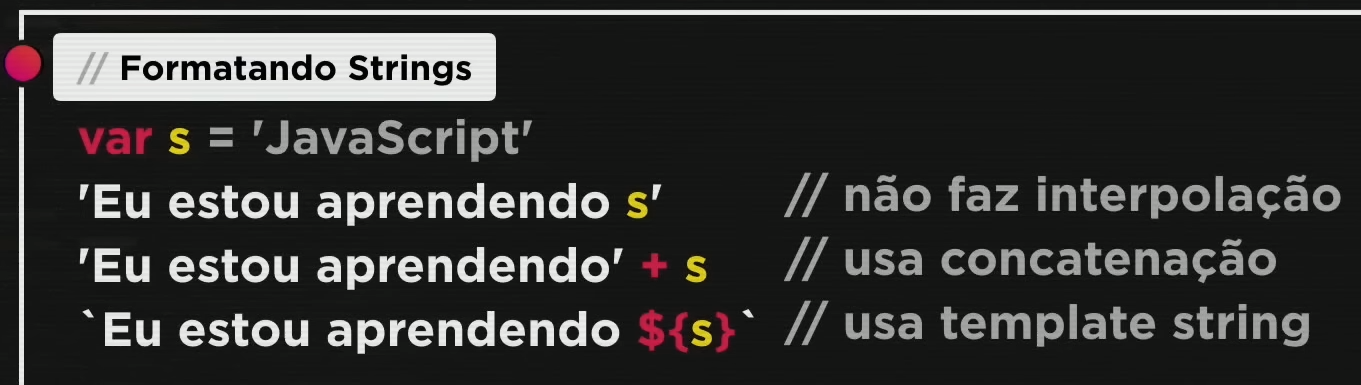 // Formatando Strings
var s = 'JavaScript'
'Eu estou aprendendo s' // não faz interpolação
'Eu estou aprendendo' + s // usa concatenação
`Eu estou aprendendo ${s}` // usa template string